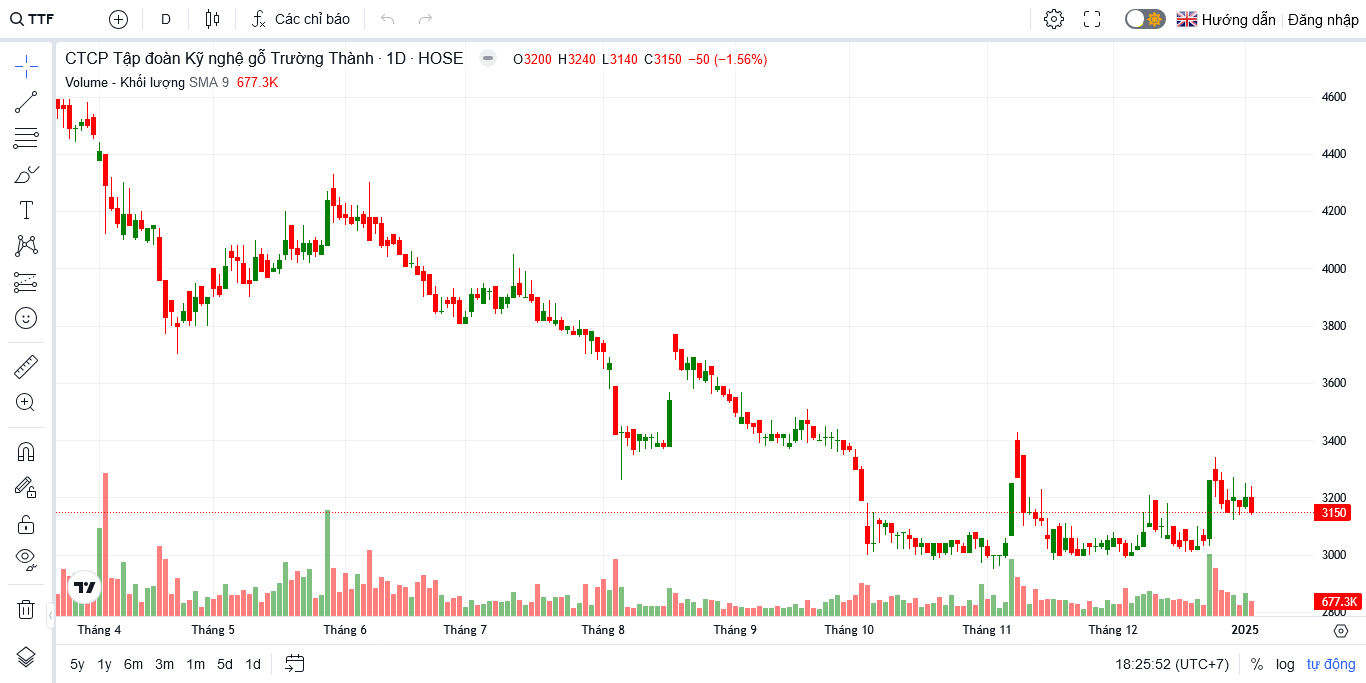 TTF D Các chỉ báo Hướng dẫn Đăng nhập
CTCP Tập đoàn Kỹ nghệ gỗ Trường Thành · 1D · HOSE O3200 H3240 L3140 C3150 −50 (−1.56%)
Volume - Khối lượng SMA 9 677.3K
4600
4400
4200
4000
3800
3600
3400
3200
3150
3000
677.3K
2800
Tháng 4 Tháng 5 Tháng 6 Tháng 7 Tháng 8 Tháng 9 Tháng 10 Tháng 11 Tháng 12 2025
5y 1y 6m 3m 1m 5d 1d 18:25:52 (UTC+7) % log tự động